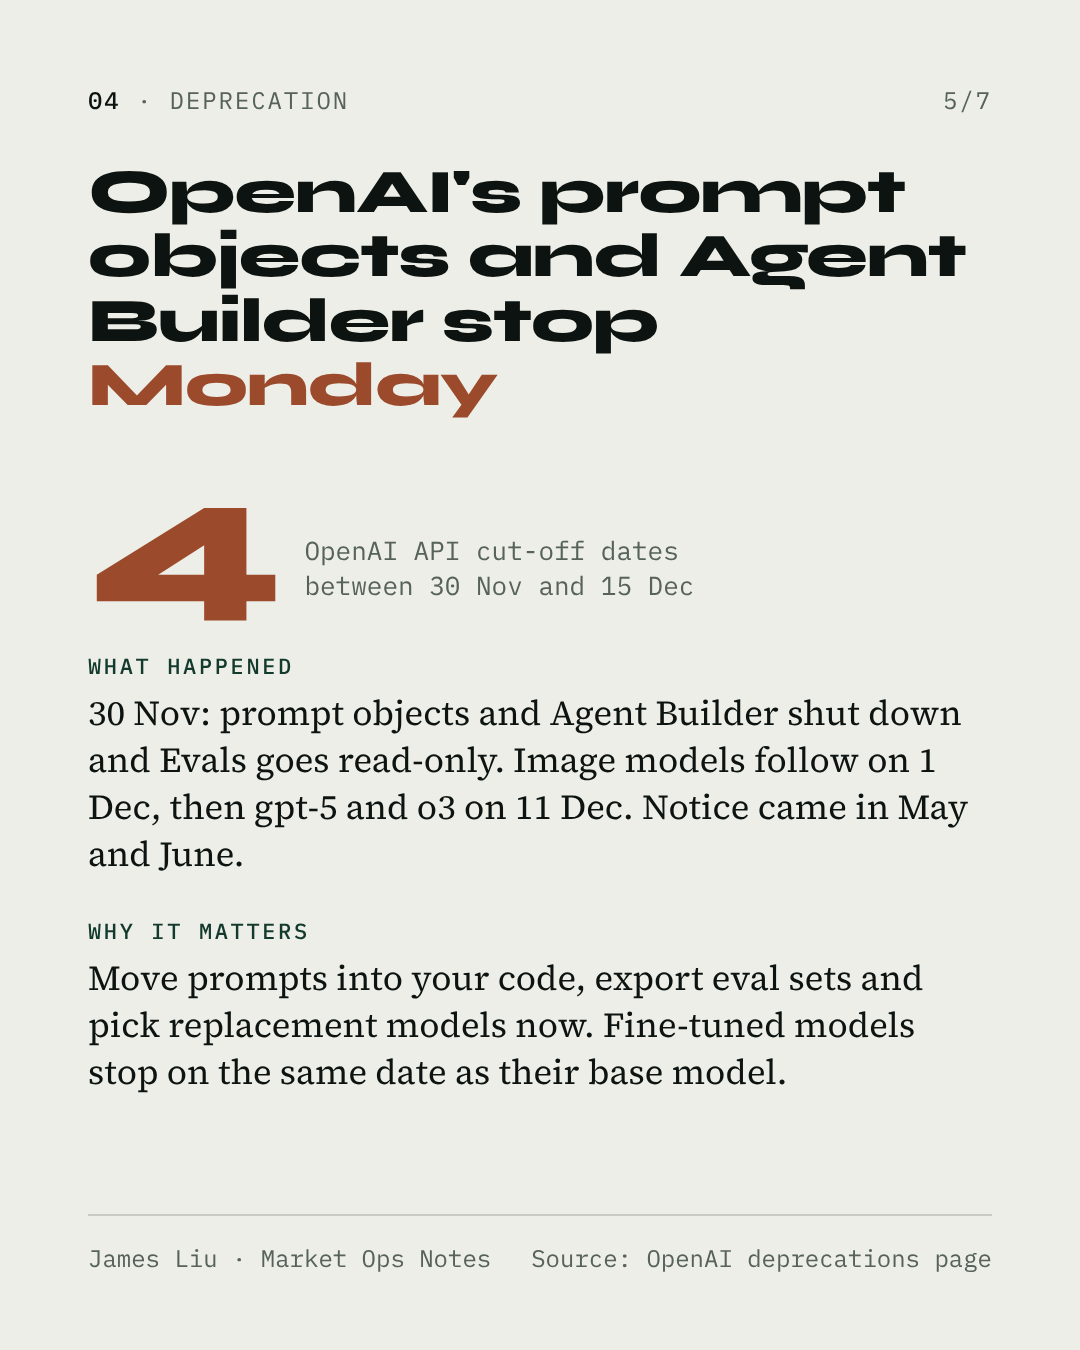 04 · DEPRECATION
5/7
OpenAI's prompt
objects and Agent
Builder stop
Monday
4
OpenAI API cut-off dates
between 30 Nov and 15 Dec
WHAT HAPPENED
30 Nov: prompt objects and Agent Builder shut down
and Evals goes read-only. Image models follow on 1
Dec, then gpt-5 and o3 on 11 Dec. Notice came in May
and June.
WHY IT MATTERS
Move prompts into your code, export eval sets and
pick replacement models now. Fine-tuned models
stop on the same date as their base model.
James Liu · Market Ops Notes
Source: OpenAI deprecations page